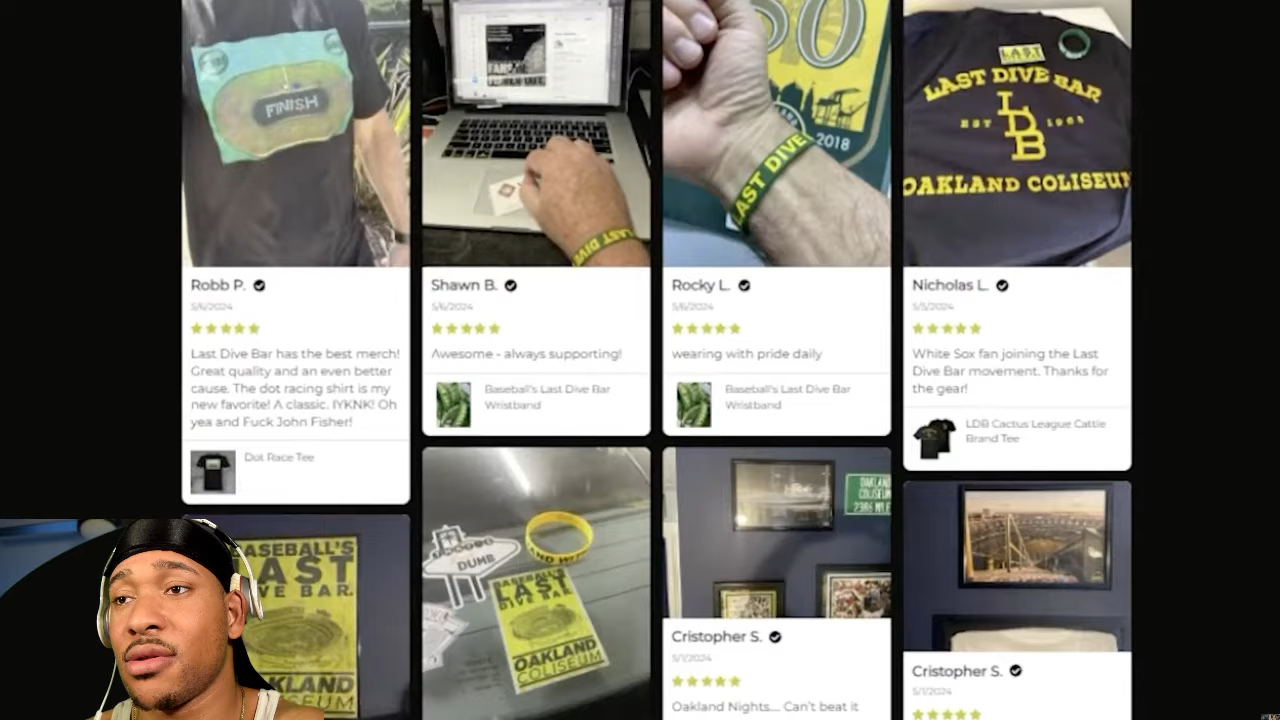 FINISH
LAST DIVE
2018
LAST
LAST DIVE BAR
EST 1968
LDB
OAKLAND COLISEUM
Robb P.
5/6/2024
Last Dive Bar has the best merch!
Great quality and an even better
cause. The dot racing shirt is my
new favorite! A classic. IYKNK! Oh
yea and Fuck John Fisher!
Dot Race Tee
Shawn B.
5/6/2024
Awesome - always supporting!
Baseball's Last Dive Bar
Wristband
Rocky L.
5/6/2024
wearing with pride daily
Baseball's Last Dive Bar
Wristband
Nicholas L.
5/5/2024
White Sox fan joining the Last
Dive Bar movement. Thanks for
the gear!
LDB Cactus League Cattle
Brand Tee
BASEBALL'S
LAST
DIVE BAR.
OAKLAND
COLISEUM
DUMB
BASEBALL'S
LAST
DIVE BAR
OAKLAND
COLISEUM
OAKLAND
COLISEUM
Cristopher S.
5/1/2024
Oakland Nights.... Can't beat it
Cristopher S.
5/1/2024